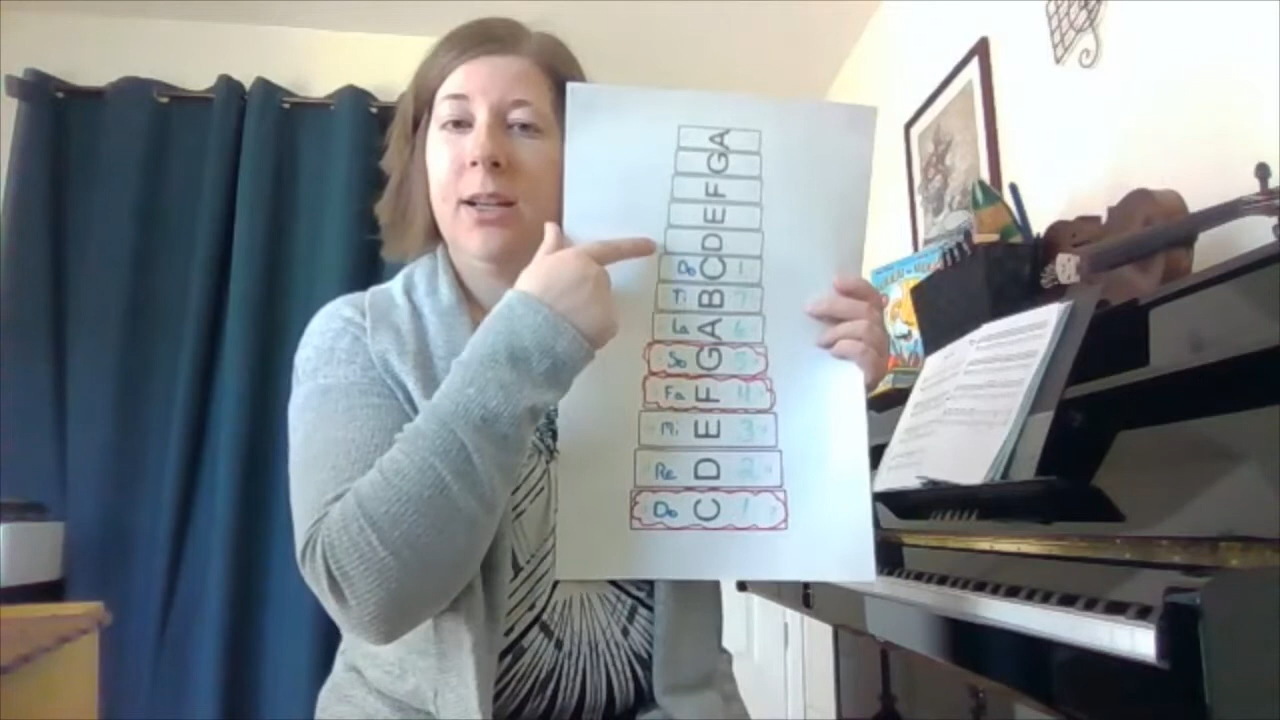 A
G
F
E
D
Do C 1
Ti B 7
La A 6
So G 5
Fa F 4
Mi E 3
Re D 2
Do C 1